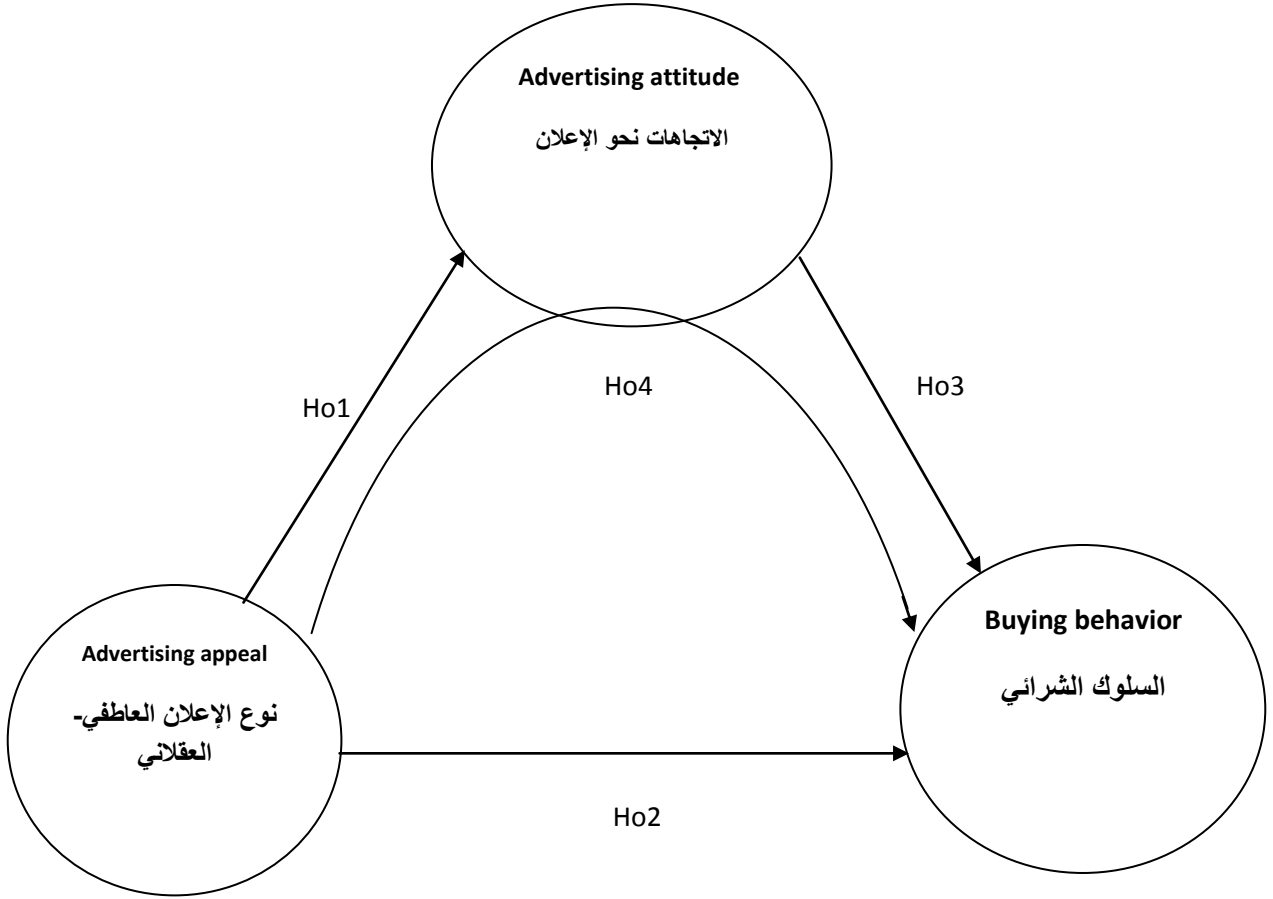 Advertising attitude
الاتجاهات نحو الإعلان
Ho1
Ho4
Ho3
Advertising appeal
نوع الإعلان العاطفي-
العقلاني
Buying behavior
السلوك الشرائي
Ho2